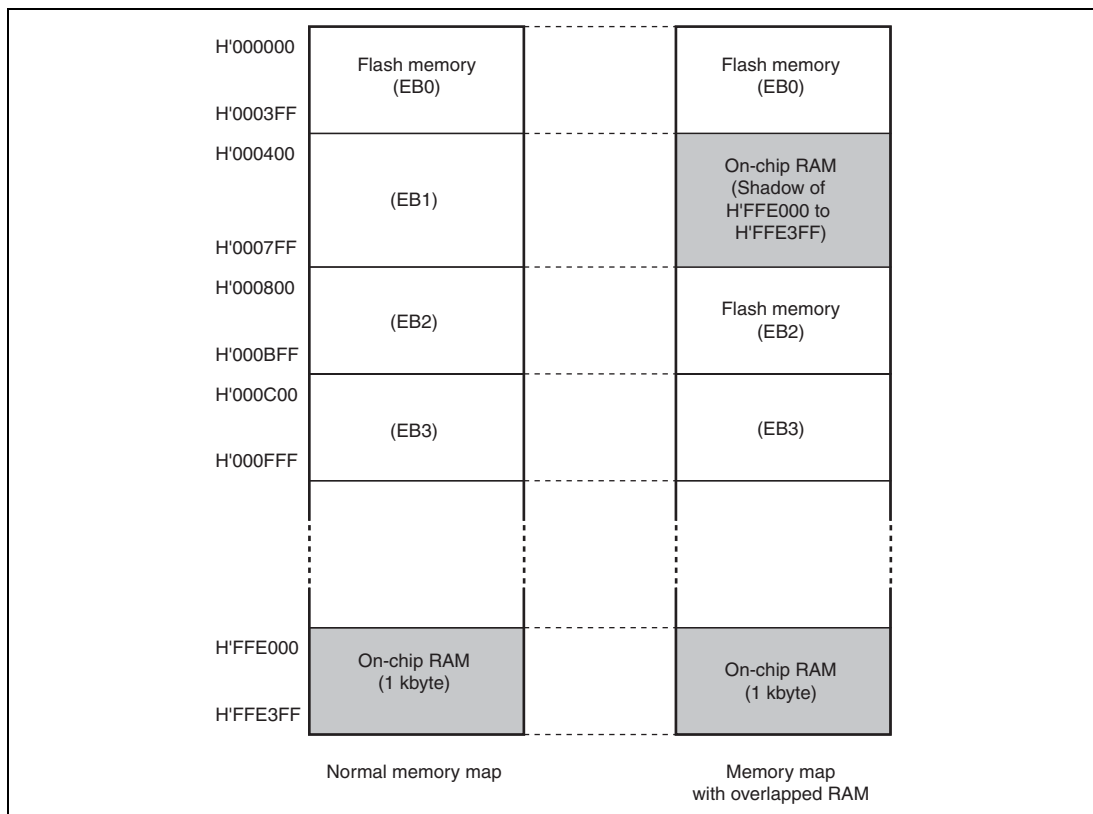 H'000000
Flash memory
(EB0)
Flash memory
(EB0)
H'0003FF
H'000400
(EB1)
On-chip RAM
(Shadow of
H'FFE000 to
H'FFE3FF)
H'0007FF
H'000800
(EB2)
Flash memory
(EB2)
H'000BFF
H'000C00
(EB3)
(EB3)
H'000FFF
H'FFE000
On-chip RAM
(1 kbyte)
On-chip RAM
(1 kbyte)
H'FFE3FF
Normal memory map
Memory map
with overlapped RAM